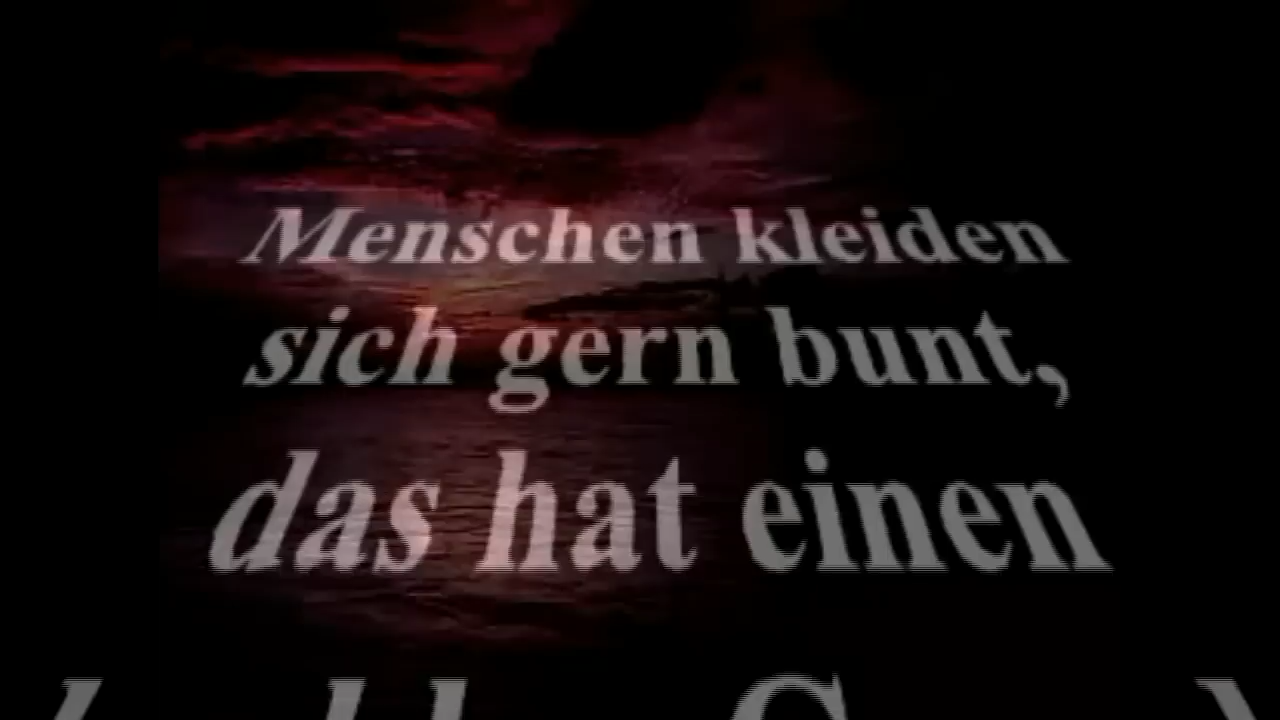 Menschen kleiden
sich gern bunt,
das hat einen